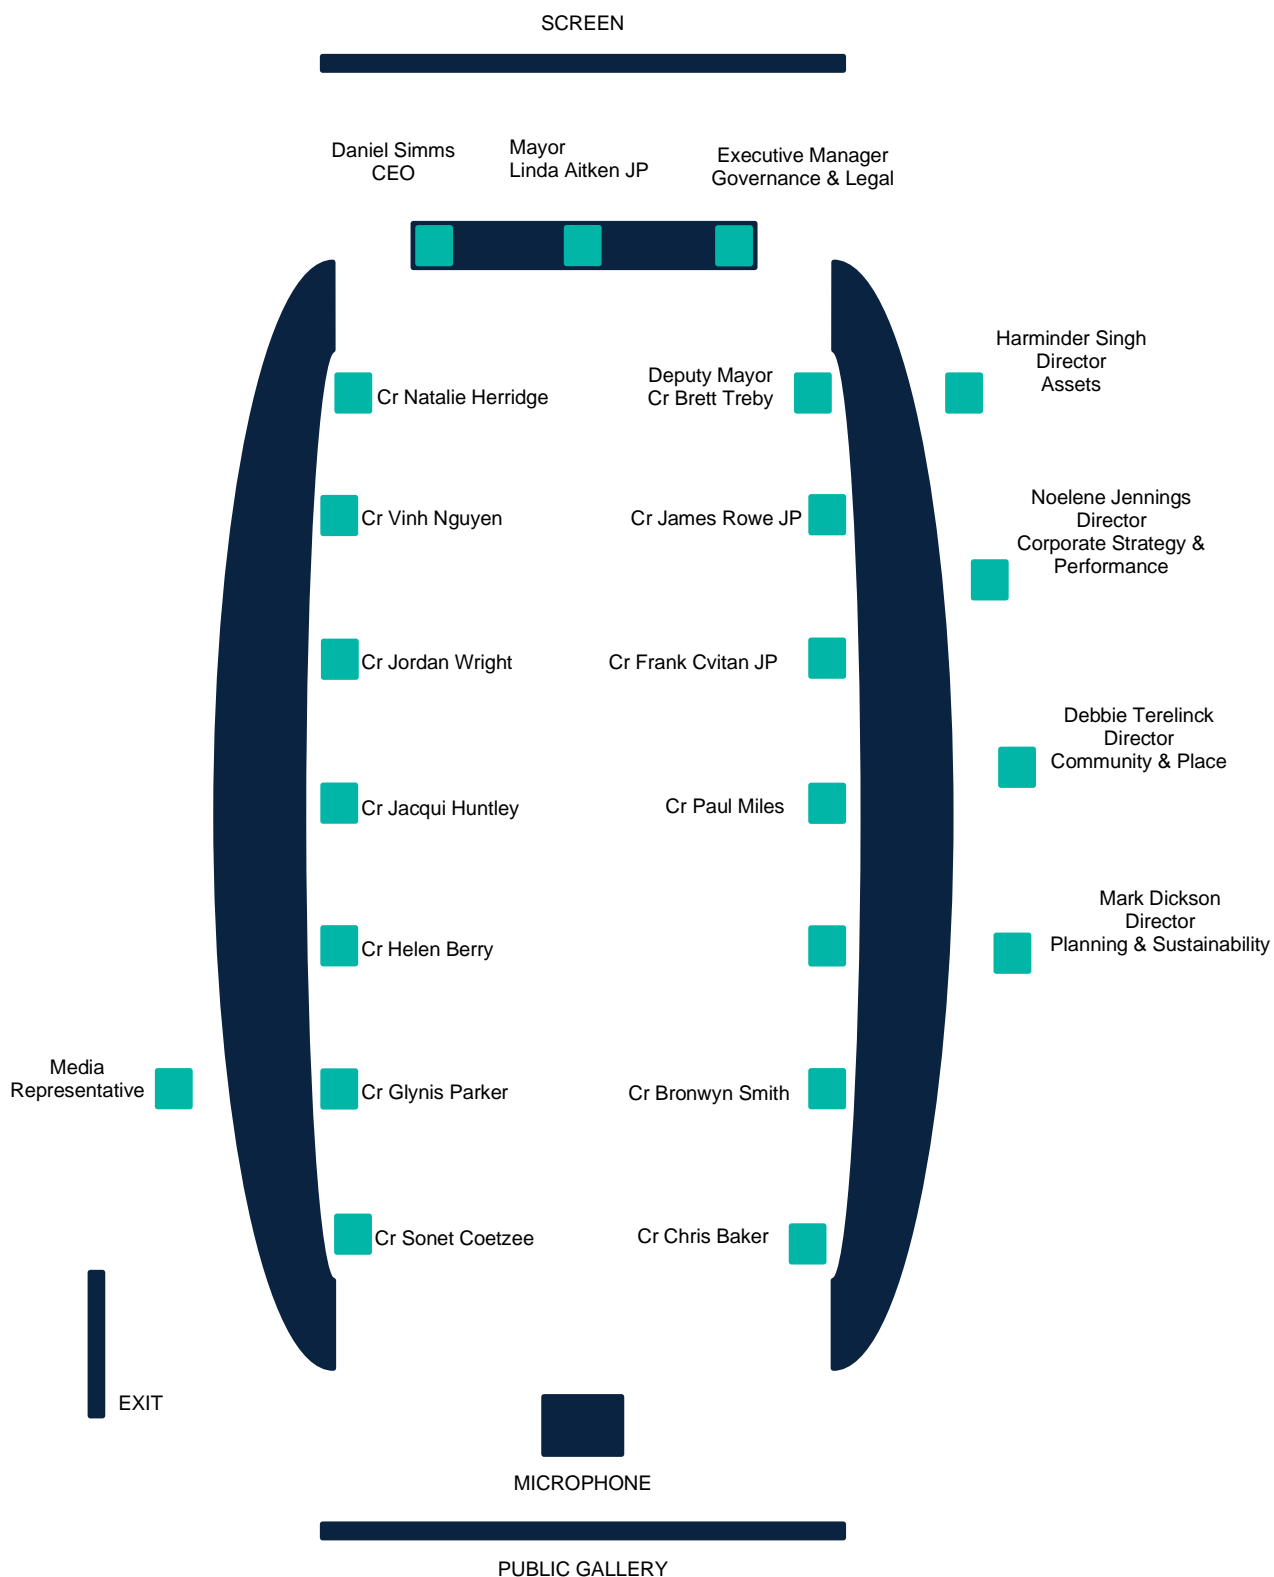 SCREEN
Daniel Simms
CEO
Mayor
Linda Aitken JP
Executive Manager
Governance & Legal
Harminder Singh
Director
Assets
Cr Natalie Herridge
Deputy Mayor
Cr Brett Treby
Noelene Jennings
Director
Corporate Strategy &
Performance
Cr Vinh Nguyen
Cr James Rowe JP
Cr Jordan Wright
Cr Frank Cvitan JP
Debbie Terelinck
Director
Community & Place
Cr Jacqui Huntley
Cr Paul Miles
Mark Dickson
Director
Planning & Sustainability
Cr Helen Berry
Media
Representative
Cr Glynis Parker
Cr Bronwyn Smith
Cr Sonet Coetzee
Cr Chris Baker
EXIT
MICROPHONE
PUBLIC GALLERY